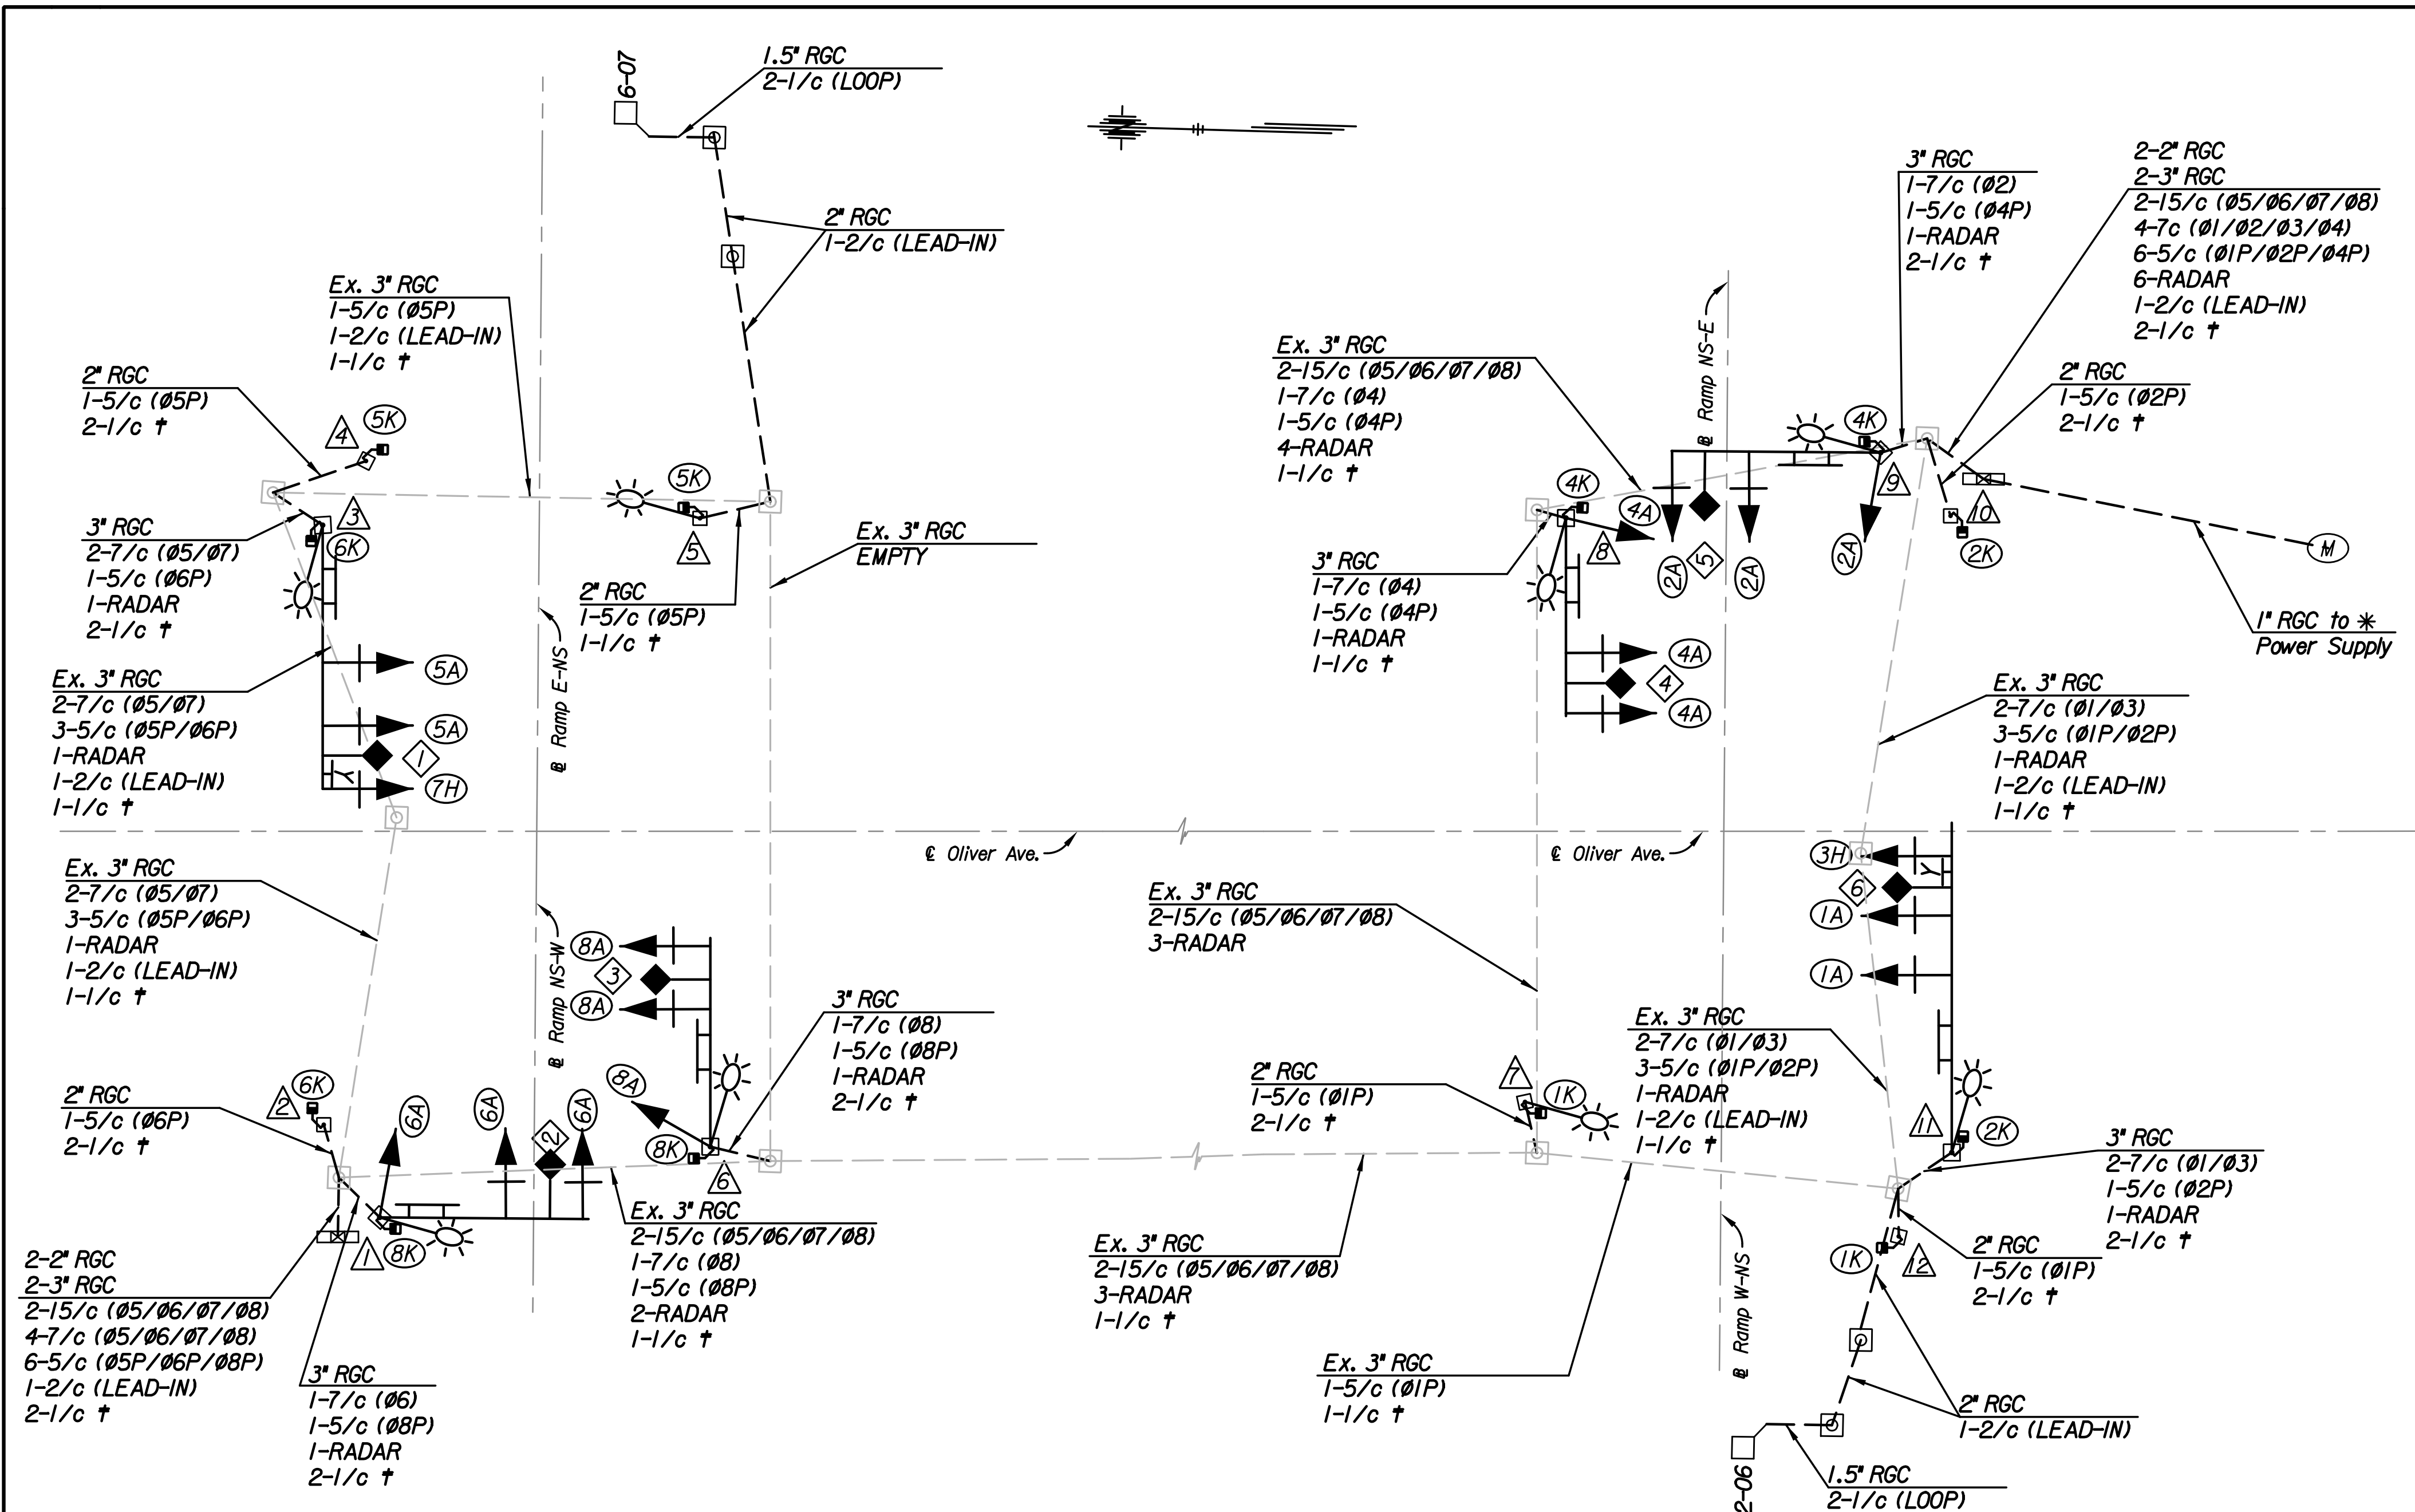 6-07
1.5" RGC
2-1/c (LOOP)
2" RGC
1-2/c (LEAD-IN)
Ex. 3" RGC
1-5/c (Ø5P)
1-2/c (LEAD-IN)
1-1/c †
2" RGC
1-5/c (Ø5P)
2-1/c †
4
5K
3
6K
3" RGC
2-7/c (Ø5/Ø7)
1-5/c (Ø6P)
1-RADAR
2-1/c †
5K
5
2" RGC
1-5/c (Ø5P)
1-1/c †
Ex. 3" RGC
EMPTY
Ex. 3" RGC
2-7/c (Ø5/Ø7)
3-5/c (Ø5P/Ø6P)
1-RADAR
1-2/c (LEAD-IN)
1-1/c †
5A
5A
1
Y
7H
℄ Ramp E-NS
3" RGC
1-7/c (Ø2)
1-5/c (Ø4P)
1-RADAR
2-1/c †
2-2" RGC
2-3" RGC
2-15/c (Ø5/Ø6/Ø7/Ø8)
4-7c (Ø1/Ø2/Ø3/Ø4)
6-5/c (Ø1P/Ø2P/Ø4P)
6-RADAR
1-2/c (LEAD-IN)
2-1/c †
Ex. 3" RGC
2-15/c (Ø5/Ø6/Ø7/Ø8)
1-7/c (Ø4)
1-5/c (Ø4P)
4-RADAR
1-1/c †
℄ Ramp NS-E
2" RGC
1-5/c (Ø2P)
2-1/c †
4K
9
10
2K
M
4K
4A
8
2A
5
2A
2A
3" RGC
1-7/c (Ø4)
1-5/c (Ø4P)
1-RADAR
1-1/c †
4A
4
4A
1" RGC to ✳
Power Supply
Ex. 3" RGC
2-7/c (Ø1/Ø3)
3-5/c (Ø1P/Ø2P)
1-RADAR
1-2/c (LEAD-IN)
1-1/c †
℄ Oliver Ave.
℄ Oliver Ave.
Ex. 3" RGC
2-7/c (Ø5/Ø7)
3-5/c (Ø5P/Ø6P)
1-RADAR
1-2/c (LEAD-IN)
1-1/c †
℄ Ramp NS-W
8A
3
8A
3" RGC
1-7/c (Ø8)
1-5/c (Ø8P)
1-RADAR
2-1/c †
2" RGC
1-5/c (Ø6P)
2-1/c †
2
6K
6A
6A
2
6A
8A
8K
6
1
8K
2-2" RGC
2-3" RGC
2-15/c (Ø5/Ø6/Ø7/Ø8)
4-7/c (Ø5/Ø6/Ø7/Ø8)
6-5/c (Ø5P/Ø6P/Ø8P)
1-2/c (LEAD-IN)
2-1/c †
3" RGC
1-7/c (Ø6)
1-5/c (Ø8P)
1-RADAR
2-1/c †
Ex. 3" RGC
2-15/c (Ø5/Ø6/Ø7/Ø8)
1-7/c (Ø8)
1-5/c (Ø8P)
2-RADAR
1-1/c †
Ex. 3" RGC
2-15/c (Ø5/Ø6/Ø7/Ø8)
3-RADAR
3H
Y
6
1A
1A
2" RGC
1-5/c (Ø1P)
2-1/c †
7
1K
Ex. 3" RGC
2-7/c (Ø1/Ø3)
3-5/c (Ø1P/Ø2P)
1-RADAR
1-2/c (LEAD-IN)
1-1/c †
11
2K
3" RGC
2-7/c (Ø1/Ø3)
1-5/c (Ø2P)
1-RADAR
2-1/c †
Ex. 3" RGC
2-15/c (Ø5/Ø6/Ø7/Ø8)
3-RADAR
1-1/c †
℄ Ramp W-NS
1K
12
2" RGC
1-5/c (Ø1P)
2-1/c †
Ex. 3" RGC
1-5/c (Ø1P)
1-1/c †
2" RGC
1-2/c (LEAD-IN)
2-06
1.5" RGC
2-1/c (LOOP)